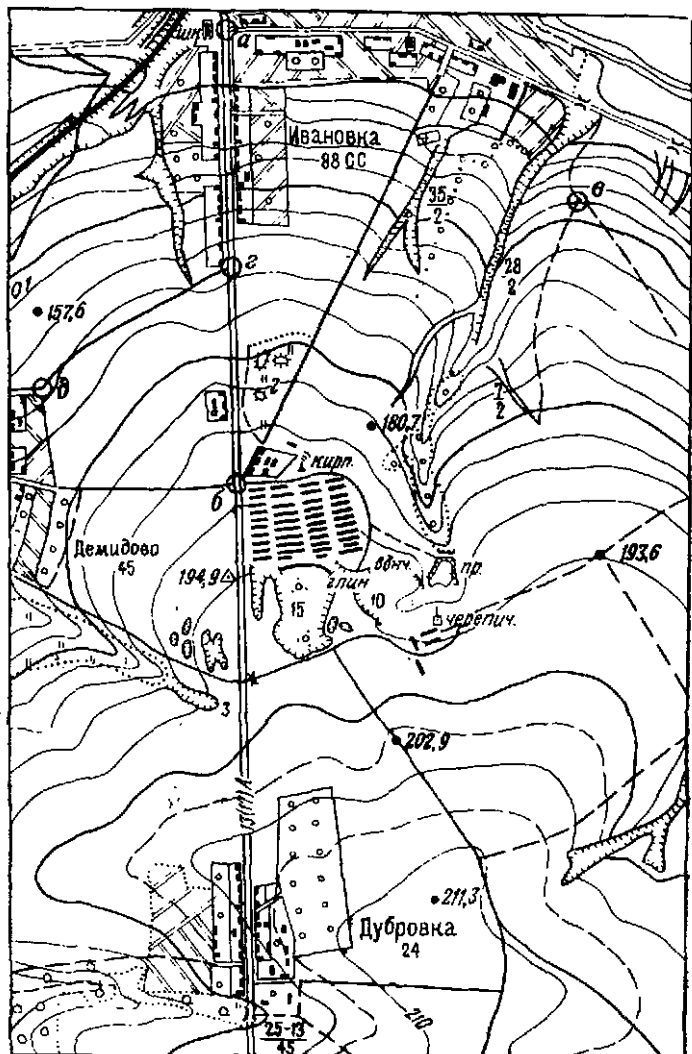 шк
а
Ивановка
88 СС
35
2
в
28
2
г
01
157,6
17
2
7
2
д
180,7
кирп.
б
Демидово
45
193,6
194,9
глин
15
10
пр.
черепич.
3
202,9
211,3
Дубровка
24
210
25-13
45